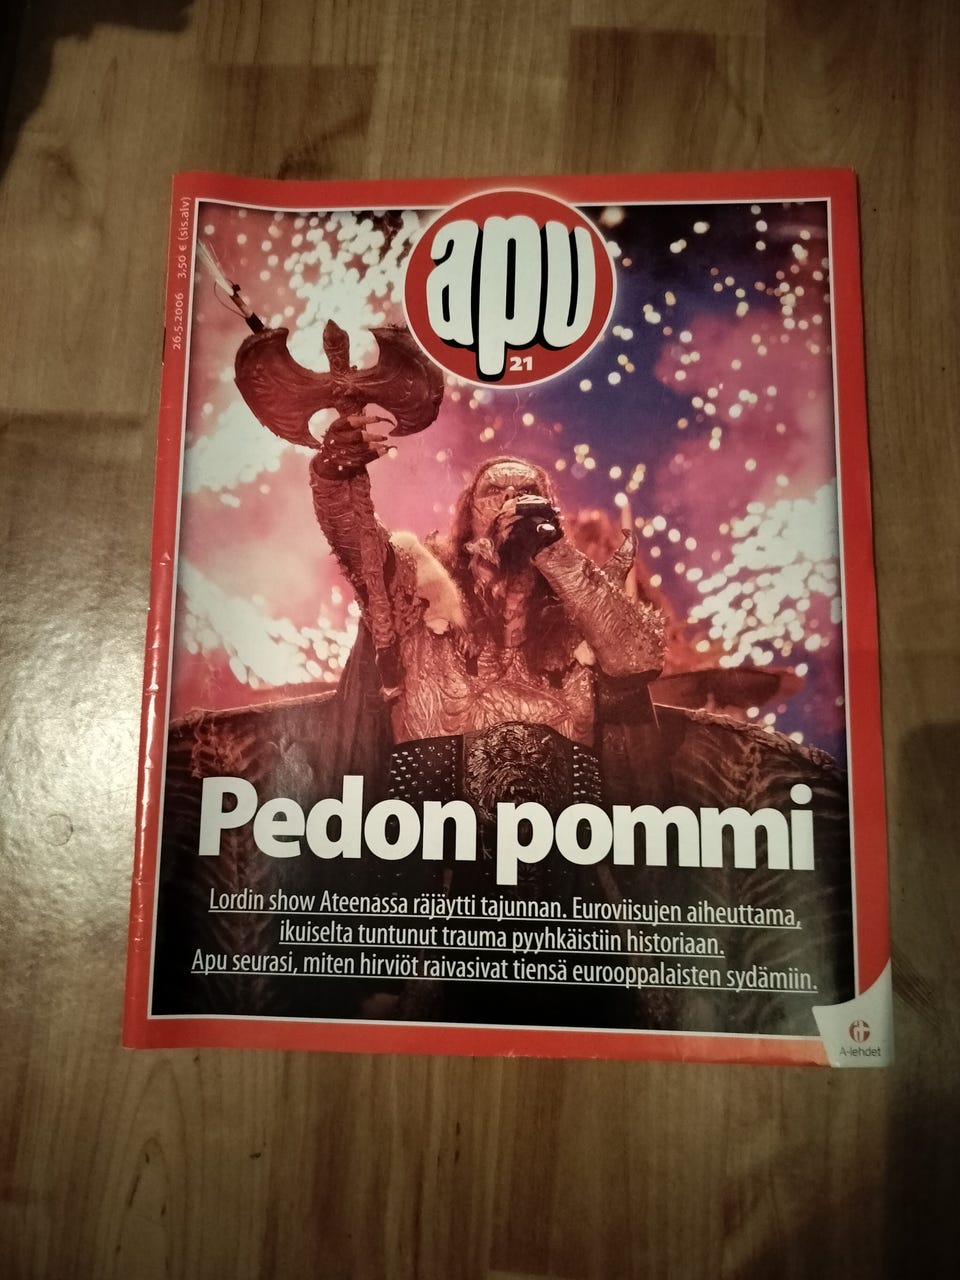 26.5.2006 3,50 € (sis.alv)
apu
21
Pedon pommi
Lordin show Ateenassa räjäytti tajunnan. Euroviisujen aiheuttama,
ikuiselta tuntunut trauma pyyhkäistiin historiaan.
Apu seurasi, miten hirviöt raivasivat tiensä eurooppalaisten sydämiin.
A-lehdet